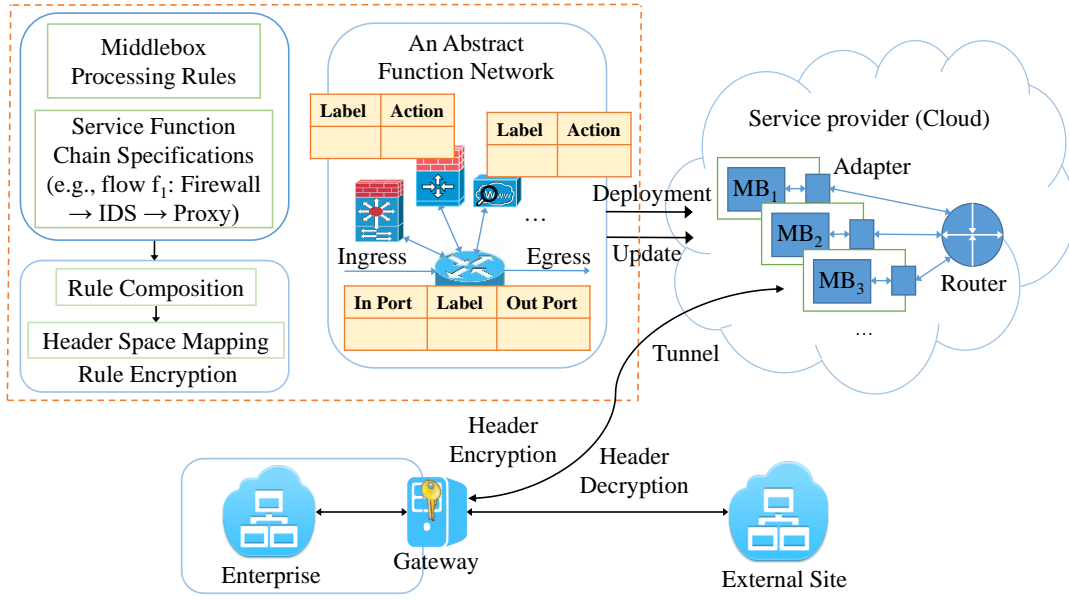 Middlebox
Processing Rules
Service Function
Chain Specifications
(e.g., flow f₁: Firewall
→ IDS → Proxy)
Rule Composition
Header Space Mapping
Rule Encryption
An Abstract
Function Network
Label Action
Label Action
www
...
Ingress
Egress
In Port Label Out Port
Deployment
Update
Service provider (Cloud)
Adapter
MB₁
MB₂
MB₃
Router
...
Tunnel
Header
Encryption
Header
Decryption
Enterprise
Gateway
External Site